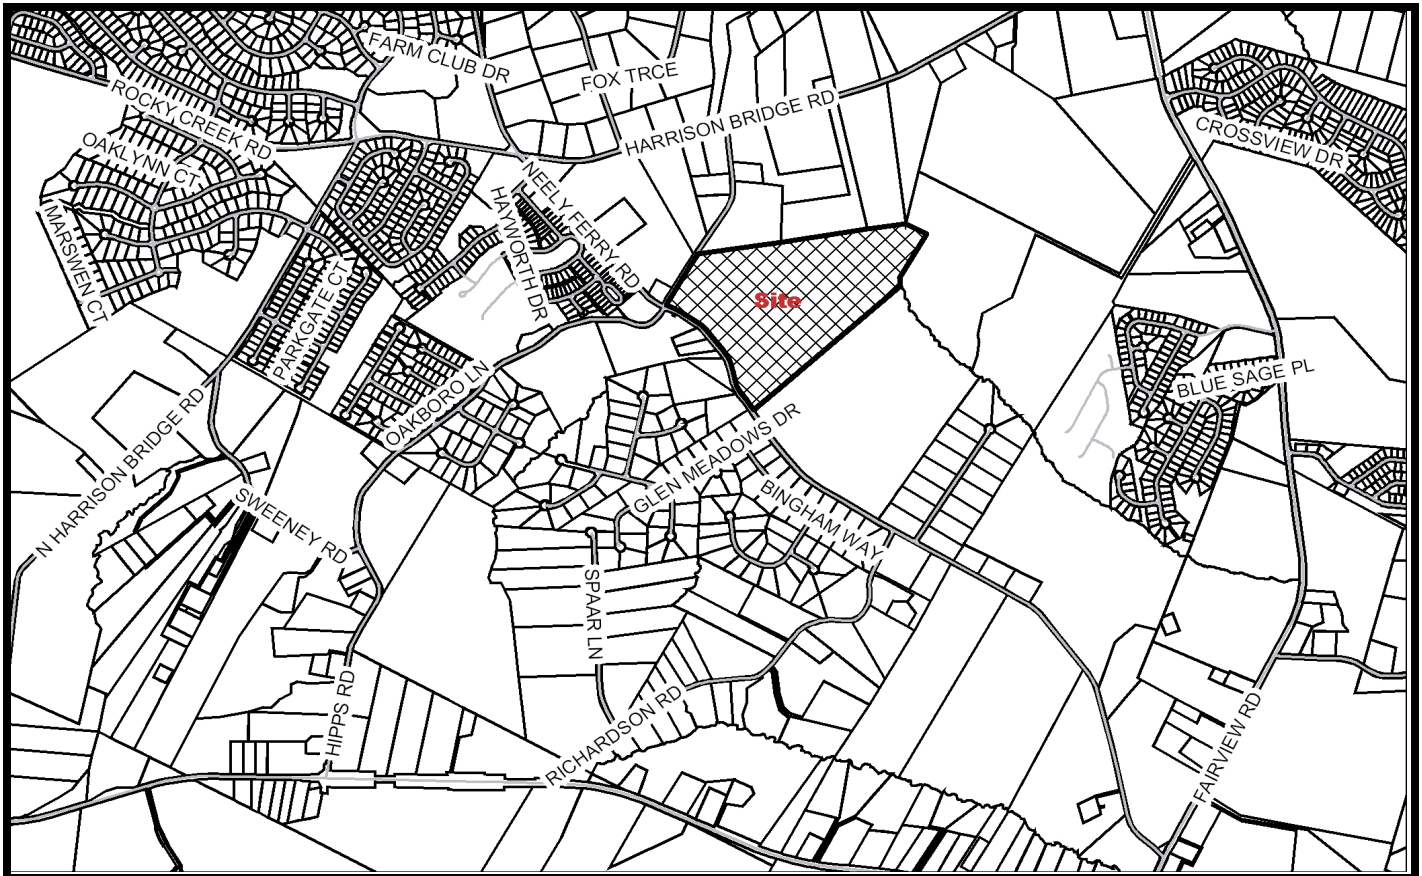 FARM CLUB DR
FOX TRCE
ROCKY CREEK RD
HARRISON BRIDGE RD
CROSSVIEW DR
OAKLYNN CT
NEELY FERRY RD
HAYWORTH DR
MARSWEN CT
PARKGATE CT
Site
BLUE SAGE PL
OAKBORO LN
N HARRISON BRIDGE RD
GLEN MEADOWS DR
SWEENEY RD
BINGHAM WAY
SPAAR LN
HIPPS RD
RICHARDSON RD
FAIRVIEW RD